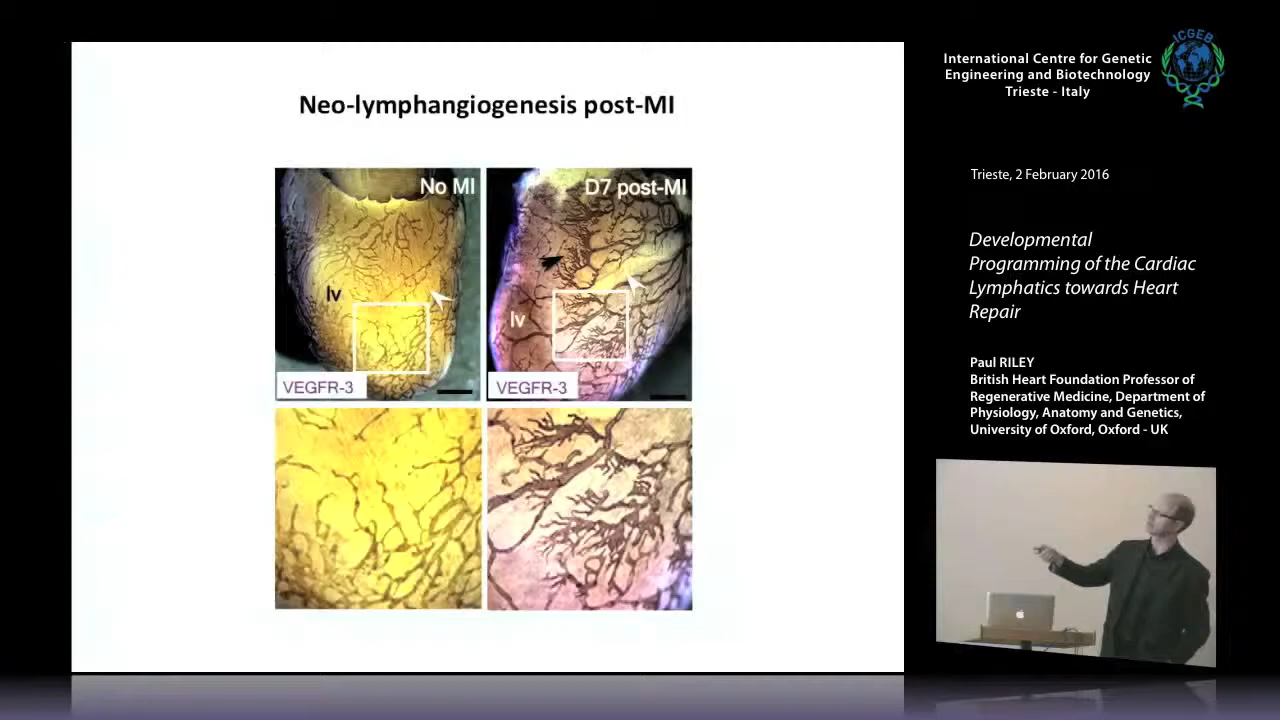 Neo-lymphangiogenesis post-MI
No MI
D7 post-MI
lv
lv
VEGFR-3
VEGFR-3
International Centre for Genetic
Engineering and Biotechnology
Trieste - Italy
ICGEB
Trieste, 2 February 2016
Developmental
Programming of the Cardiac
Lymphatics towards Heart
Repair
Paul RILEY
British Heart Foundation Professor of
Regenerative Medicine, Department of
Physiology, Anatomy and Genetics,
University of Oxford, Oxford - UK